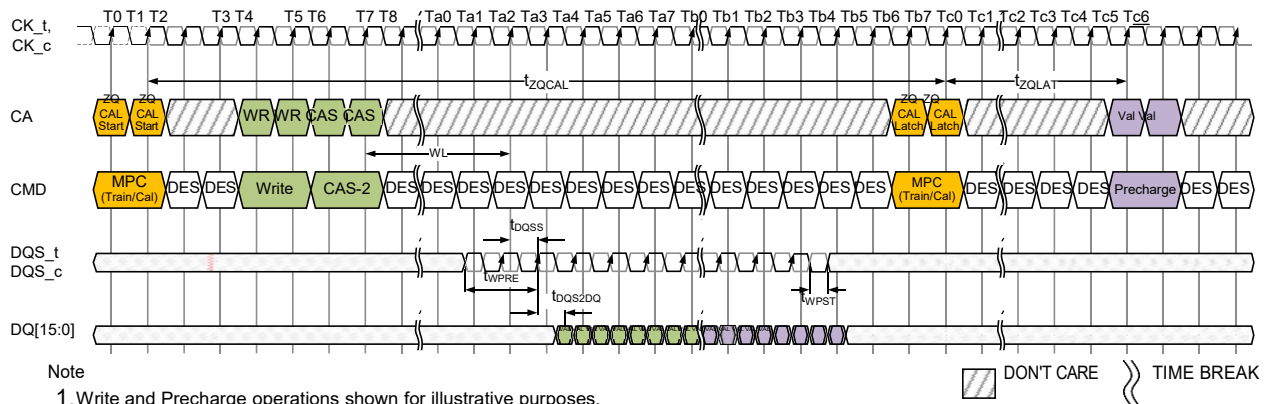 T0 T1 T2 T3 T4 T5 T6 T7 T8 Ta0 Ta1 Ta2 Ta3 Ta4 Ta5 Ta6 Ta7 Tb0 Tb1 Tb2 Tb3 Tb4 Tb5 Tb6 Tb7 Tc0 Tc1 Tc2 Tc3 Tc4 Tc5 Tc6
CK_t,
CK_c
tZQCAL tZQLAT
CA
ZQ CAL Start
ZQ CAL Start
WR WR CAS CAS
ZQ CAL Latch
ZQ CAL Latch
Val Val
WL
CMD
MPC (Train/Cal) DES DES Write CAS-2 DES DES DES DES DES DES DES DES DES DES DES DES DES DES MPC (Train/Cal) DES DES DES DES Precharge DES DES
tDQSS
DQS_t
DQS_c
tWPRE
tDQS2DQ
tWPST
DQ[15:0]
Note
1. Write and Precharge operations shown for illustrative purposes.
DON'T CARE TIME BREAK